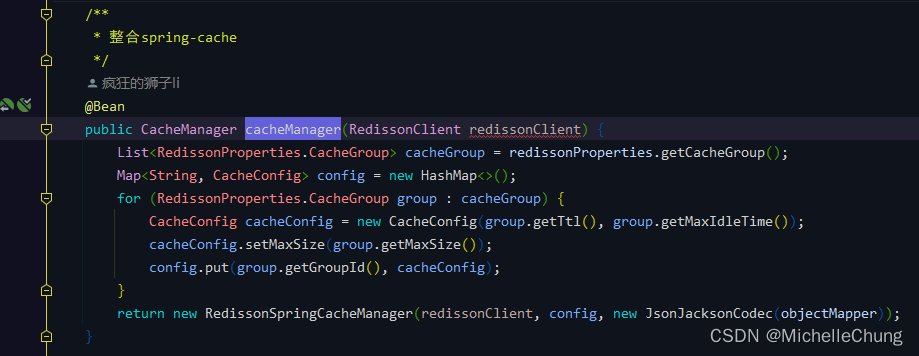 /**
 * 整合spring-cache
 */
疯狂的狮子li
@Bean
public CacheManager cacheManager(RedissonClient redissonClient) {
    List<RedissonProperties.CacheGroup> cacheGroup = redissonProperties.getCacheGroup();
    Map<String, CacheConfig> config = new HashMap<>();
    for (RedissonProperties.CacheGroup group : cacheGroup) {
        CacheConfig cacheConfig = new CacheConfig(group.getTtl(), group.getMaxIdleTime());
        cacheConfig.setMaxSize(group.getMaxSize());
        config.put(group.getGroupId(), cacheConfig);
    }
    return new RedissonSpringCacheManager(redissonClient, config, new JsonJacksonCodec(objectMapper));
}
CSDN @MichelleChung